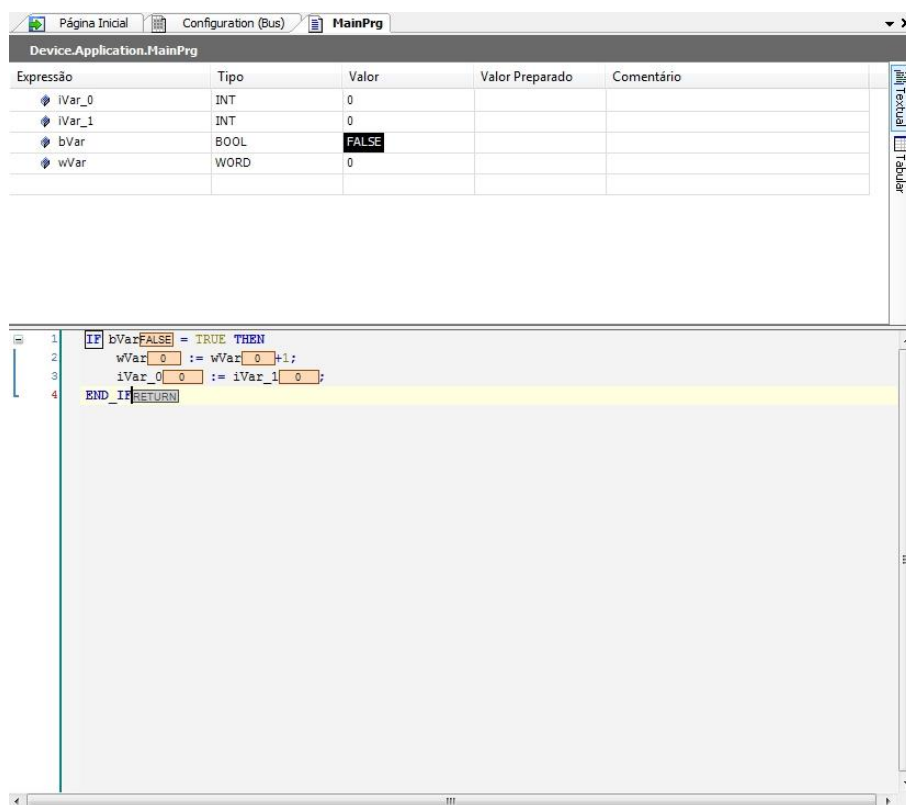 Página Inicial Configuration (Bus) MainPrg
Device.Application.MainPrg
Expressão Tipo Valor Valor Preparado Comentário
iVar_0 INT 0
iVar_1 INT 0
bVar BOOL FALSE
wVar WORD 0
Textual
Tabular
1 IF bVar FALSE = TRUE THEN
2 wVar 0 := wVar 0 +1;
3 iVar_0 0 := iVar_1 0 ;
4 END_IF RETURN